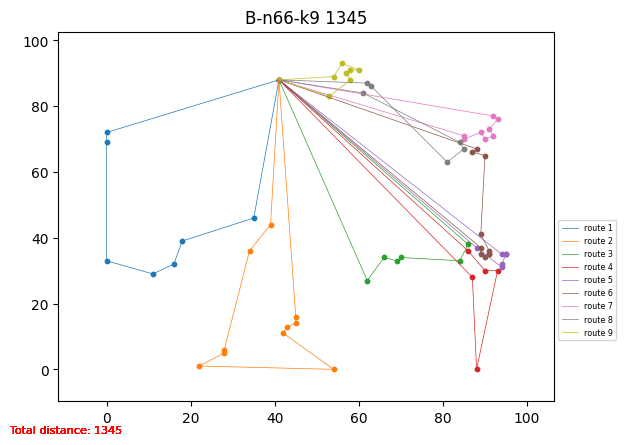 B-n66-k9 1345
100
80
60
40
20
0
0 20 40 60 80 100
route 1
route 2
route 3
route 4
route 5
route 6
route 7
route 8
route 9
Total distance: 1345